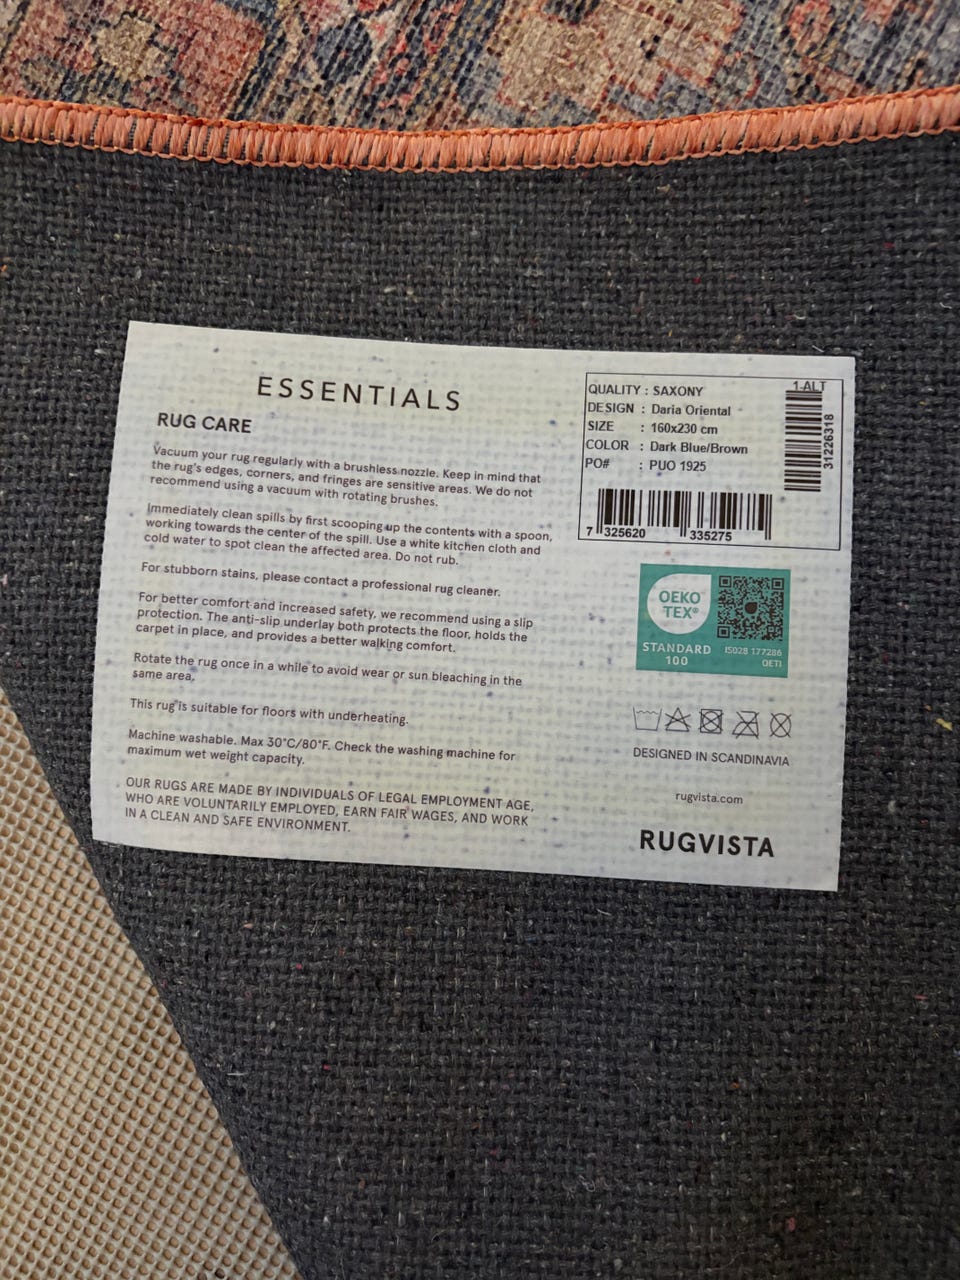 ESSENTIALS
RUG CARE
Vacuum your rug regularly with a brushless nozzle. Keep in mind that
the rug's edges, corners, and fringes are sensitive areas. We do not
recommend using a vacuum with rotating brushes.
Immediately clean spills by first scooping up the contents with a spoon,
working towards the center of the spill. Use a white kitchen cloth and
cold water to spot clean the affected area. Do not rub.
For stubborn stains, please contact a professional rug cleaner.
For better comfort and increased safety, we recommend using a slip
protection. The anti-slip underlay both protects the floor, holds the
carpet in place, and provides a better walking comfort.
Rotate the rug once in a while to avoid wear or sun bleaching in the
same area.
This rug is suitable for floors with underheating.
Machine washable. Max 30°C/80°F. Check the washing machine for
maximum wet weight capacity.
OUR RUGS ARE MADE BY INDIVIDUALS OF LEGAL EMPLOYMENT AGE,
WHO ARE VOLUNTARILY EMPLOYED, EARN FAIR WAGES, AND WORK
IN A CLEAN AND SAFE ENVIRONMENT.
QUALITY : SAXONY
DESIGN : Daria Oriental
SIZE : 160x230 cm
COLOR : Dark Blue/Brown
PO# : PUO 1925
1-ALT
31226318
7 325620 335275
OEKO
TEX®
STANDARD
100
IS028 177286
OETI
DESIGNED IN SCANDINAVIA
rugvista.com
RUGVISTA